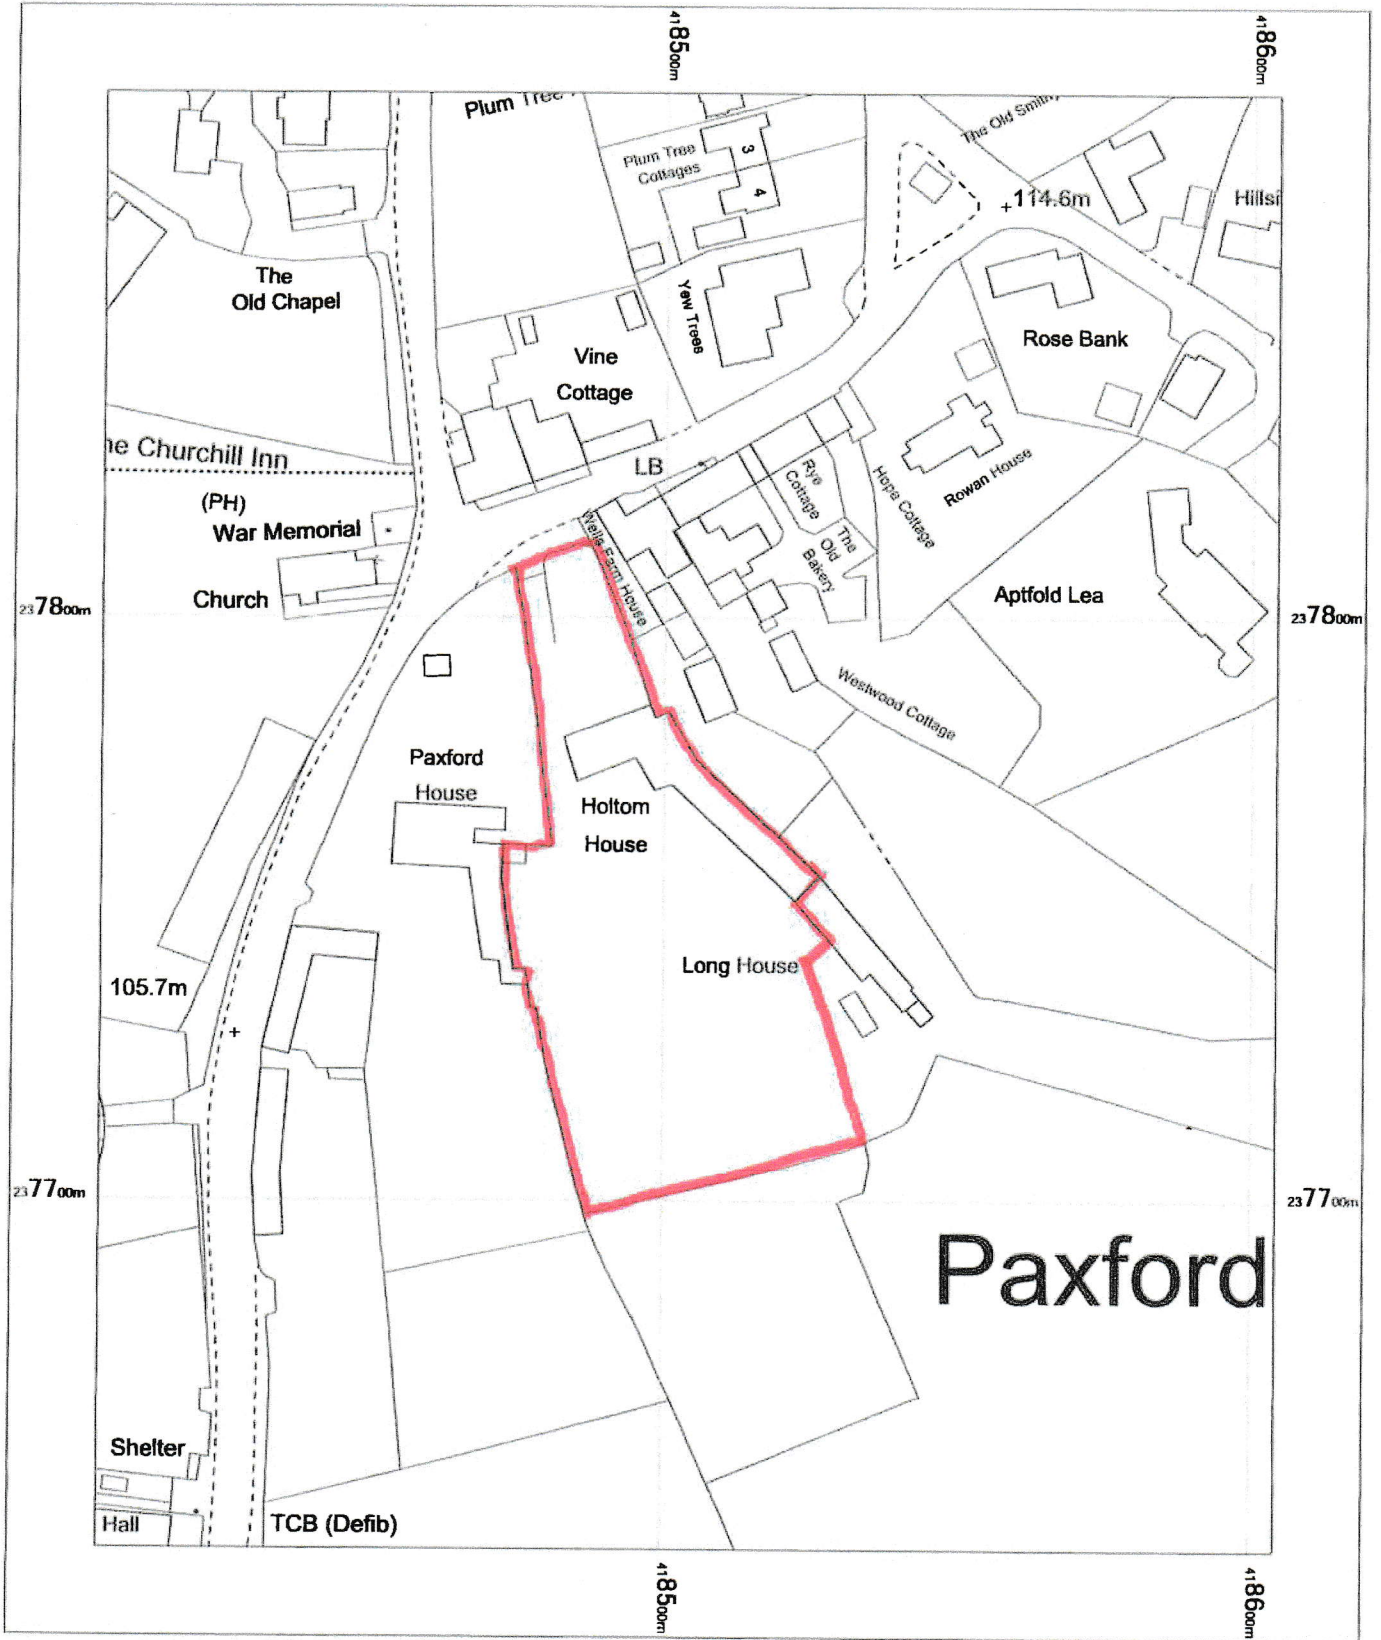 418500m
418600m
Plum Tree
The Old Smithy
Plum Tree
Cottages
3
4
114.6m
Hillsi
The
Old Chapel
Yew Trees
Vine
Cottage
Rose Bank
he Churchill Inn
(PH)
LB
Rye
Cottage
Hope Cottage
Rowan House
War Memorial
Wells Farm House
The
Old
Bakery
Church
Aptfold Lea
237800m
237800m
Westwood Cottage
Paxford
House
Holtom
House
Long House
105.7m
237700m
237700m
Paxford
Shelter
Hall
TCB (Defib)
418500m
418600m